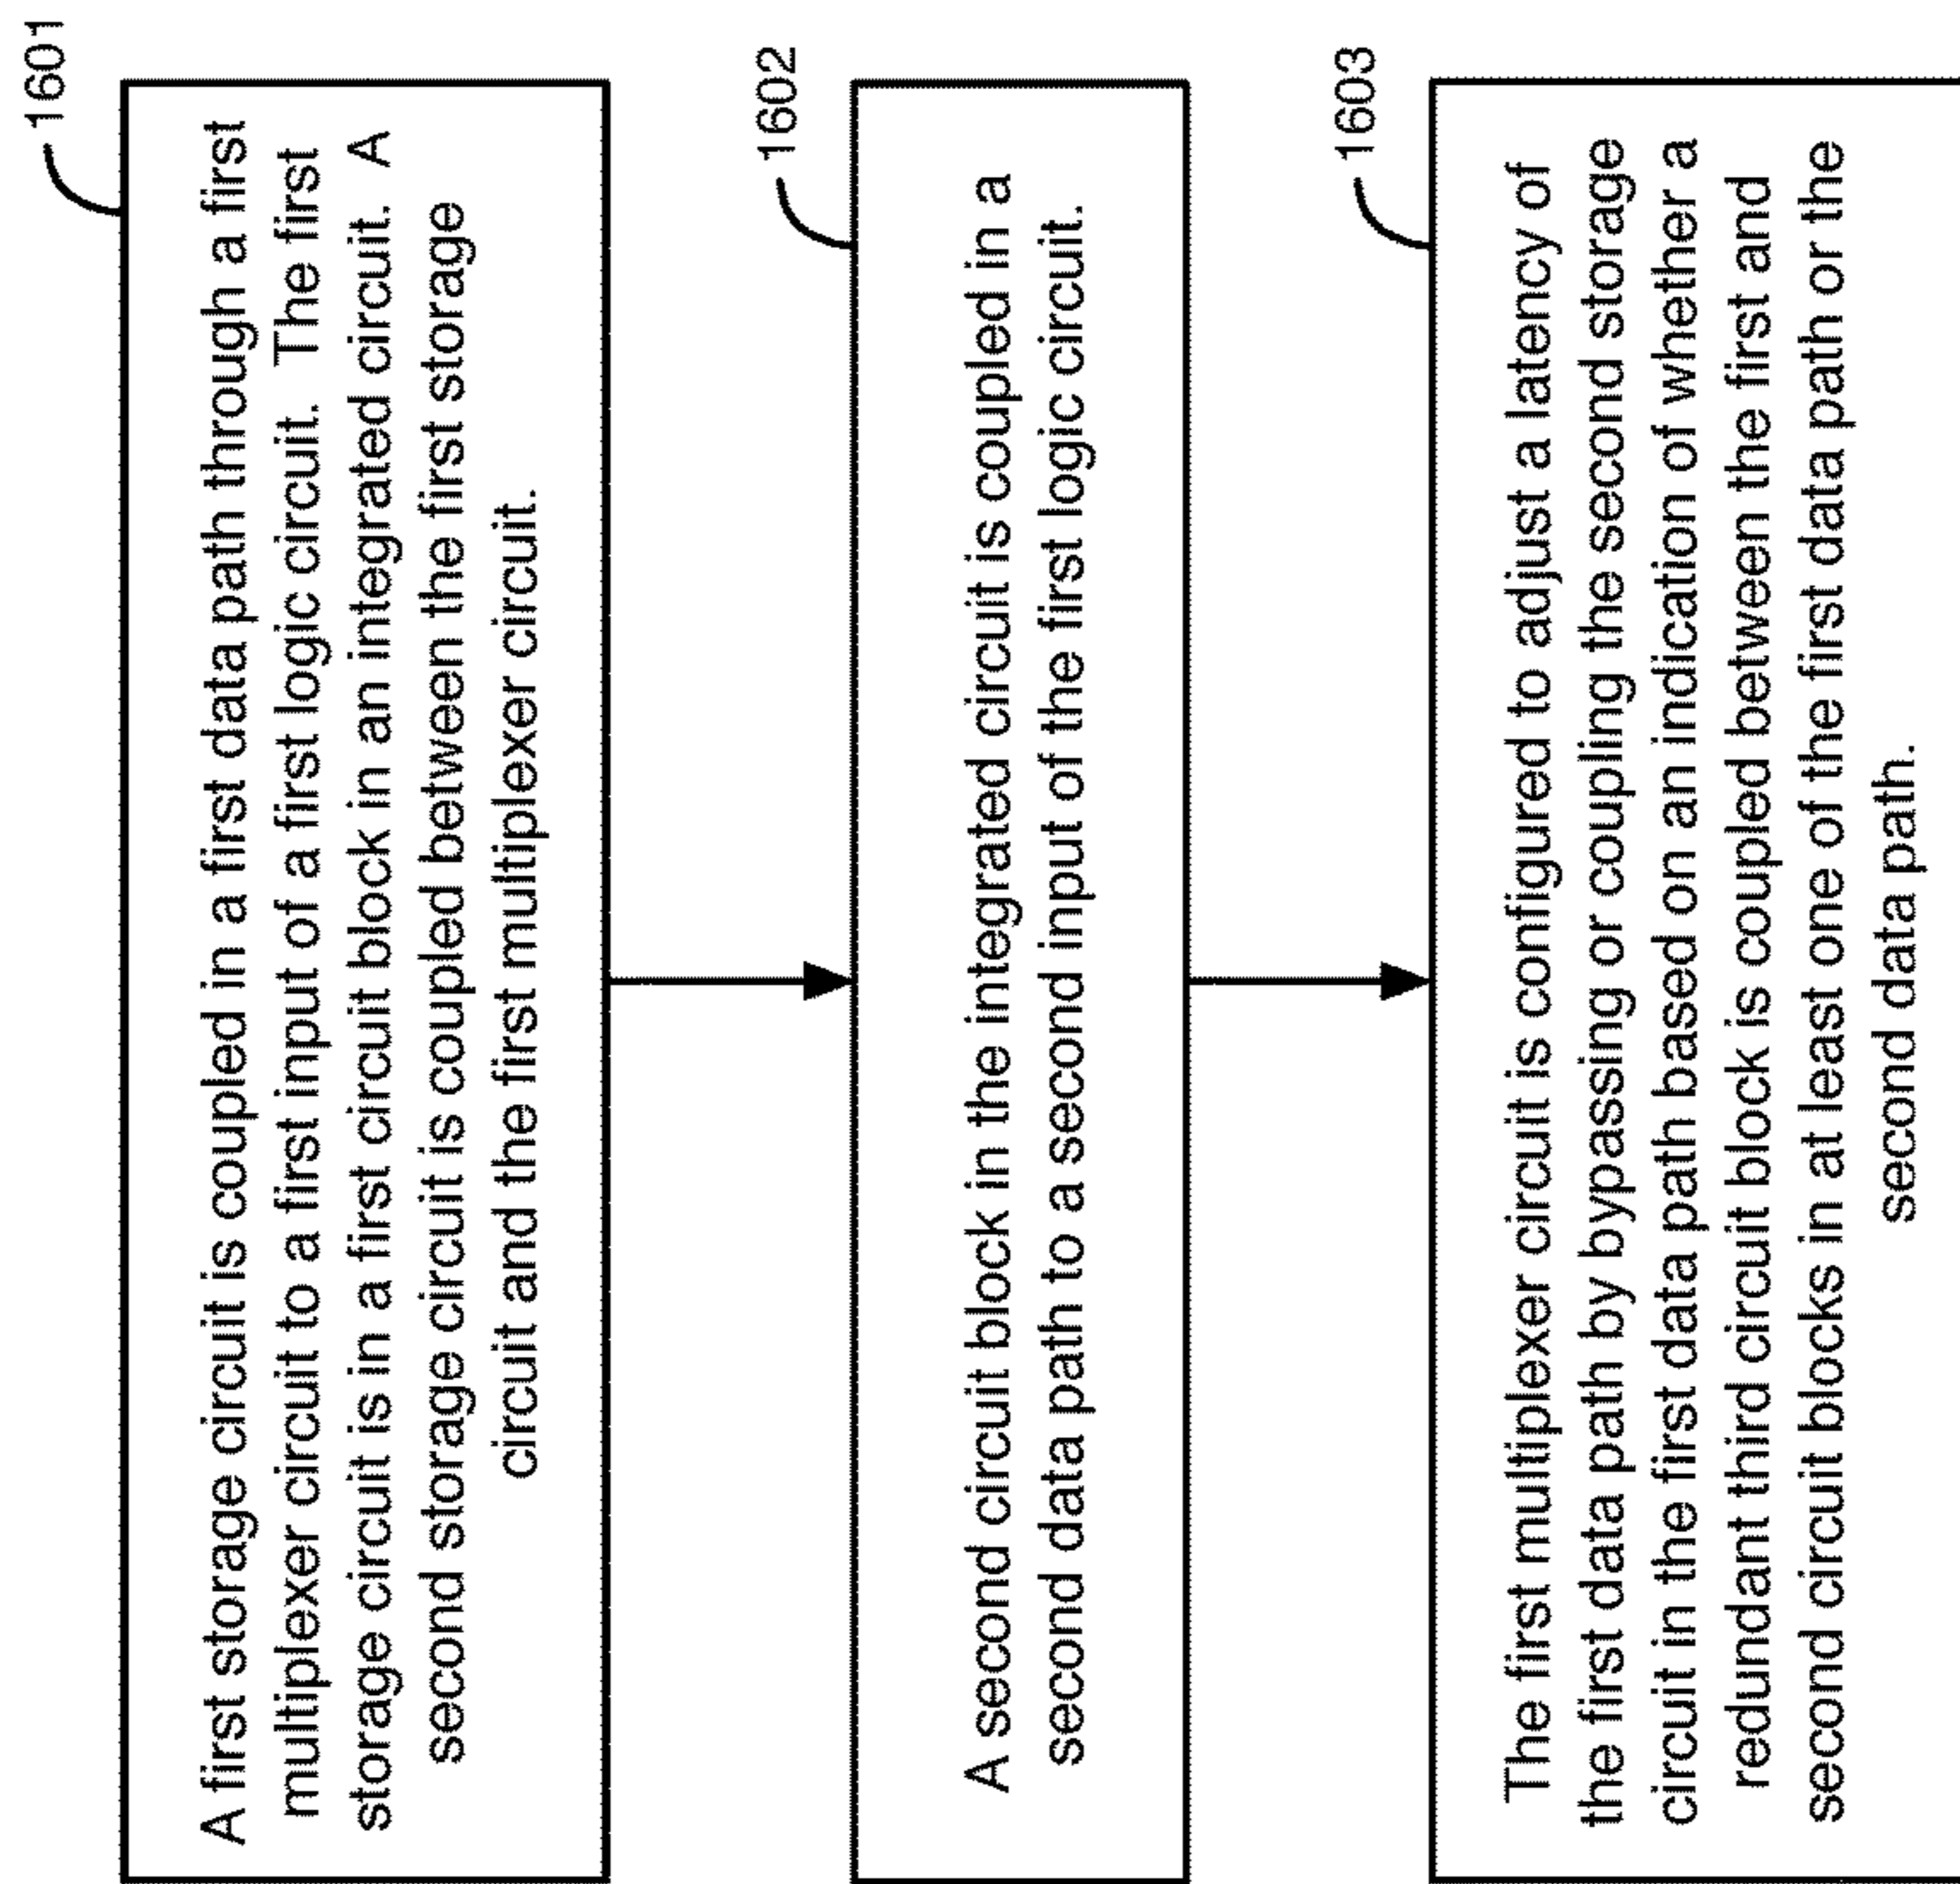 1601
A first storage circuit is coupled in a first data path through a first
multiplexer circuit to a first input of a first logic circuit. The first
storage circuit is in a first circuit block in an integrated circuit. A
second storage circuit is coupled between the first storage
circuit and the first multiplexer circuit.
1602
A second circuit block in the integrated circuit is coupled in a
second data path to a second input of the first logic circuit.
1603
The first multiplexer circuit is configured to adjust a latency of
the first data path by bypassing or coupling the second storage
circuit in the first data path based on an indication of whether a
redundant third circuit block is coupled between the first and
second circuit blocks in at least one of the first data path or the
second data path.